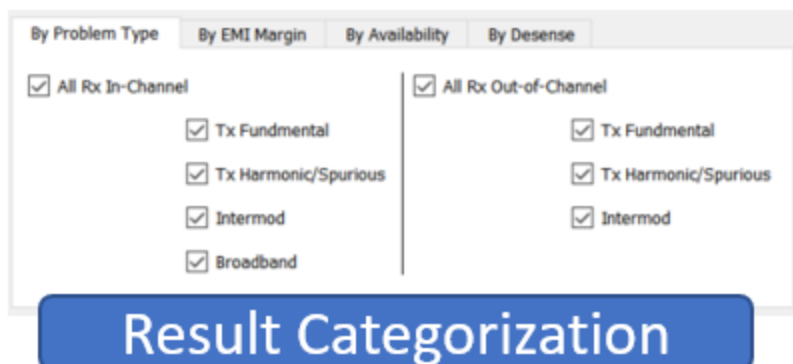 By Problem Type By EMI Margin By Availability By Desense
All Rx In-Channel All Rx Out-of-Channel
Tx Fundmental Tx Fundmental
Tx Harmonic/Spurious Tx Harmonic/Spurious
Intermod Intermod
Broadband
Result Categorization